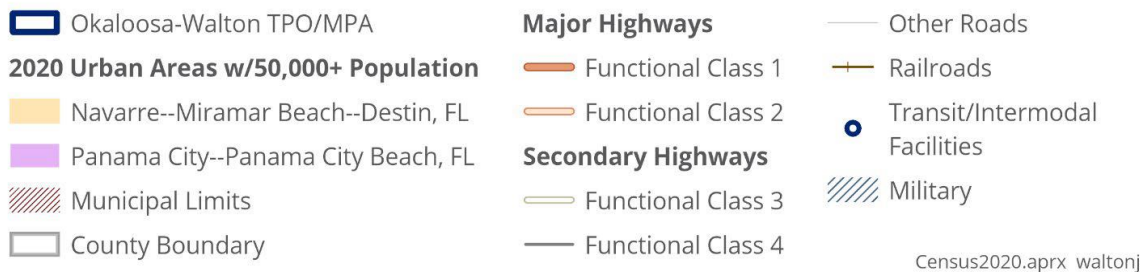 Okaloosa-Walton TPO/MPA
2020 Urban Areas w/50,000+ Population
Navarre--Miramar Beach--Destin, FL
Panama City--Panama City Beach, FL
Municipal Limits
County Boundary
Major Highways
Functional Class 1
Functional Class 2
Secondary Highways
Functional Class 3
Functional Class 4
Other Roads
Railroads
Transit/Intermodal
Facilities
Military
Census2020.aprx waltonj